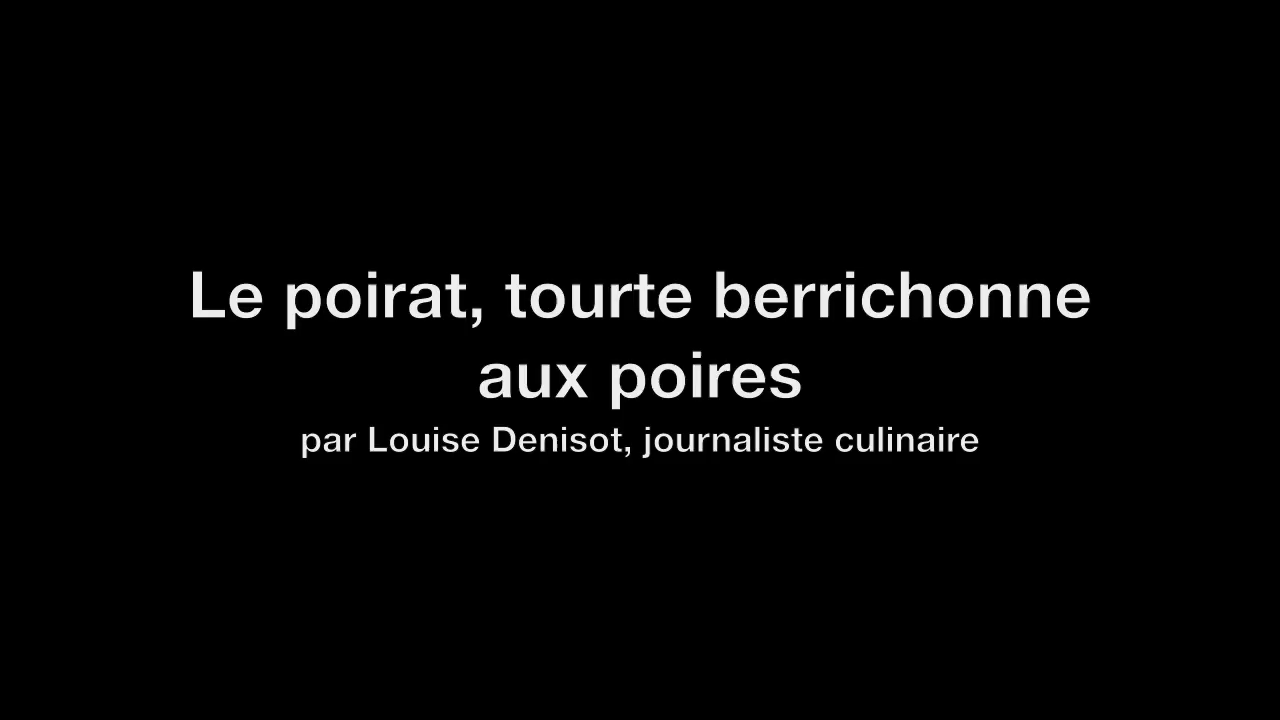 Le poirat, tourte berrichonne
aux poires
par Louise Denisot, journaliste culinaire